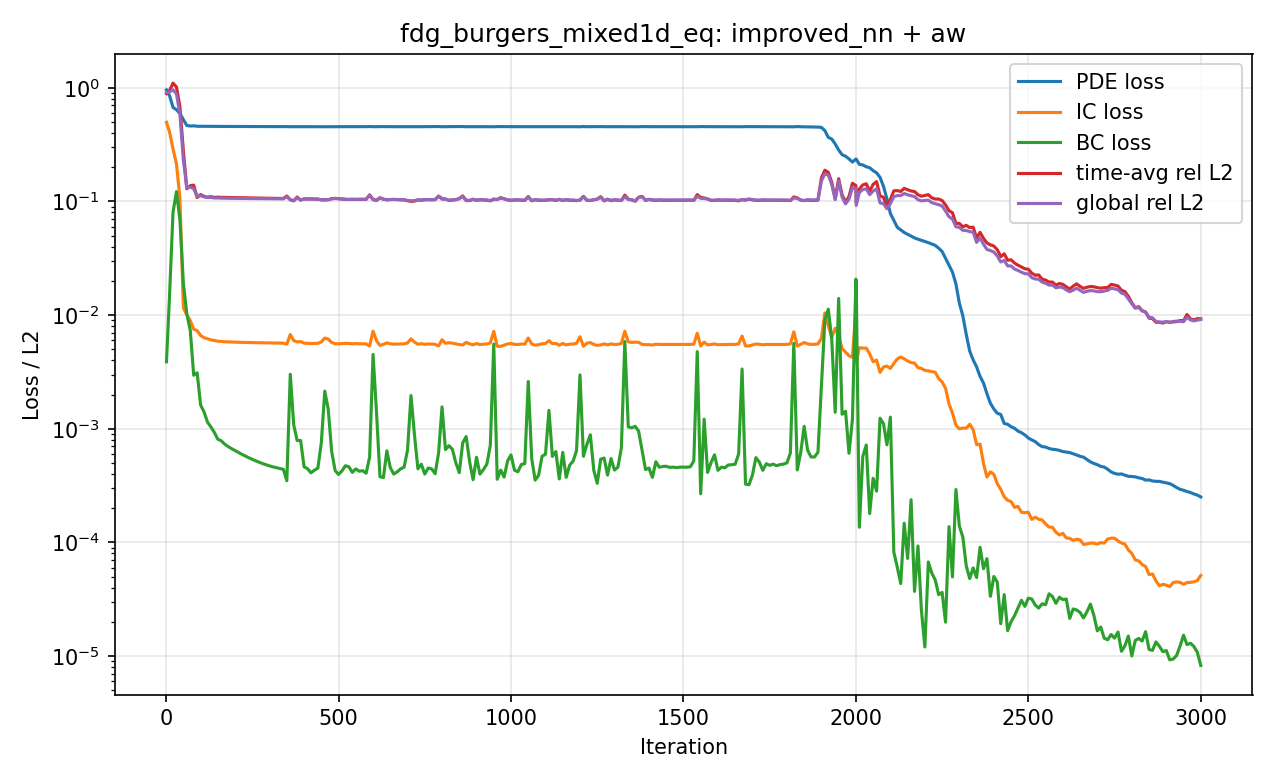 fdg_burgers_mixed1d_eq: improved_nn + aw
PDE loss
IC loss
BC loss
time-avg rel L2
global rel L2
Loss / L2
10⁰
10⁻¹
10⁻²
10⁻³
10⁻⁴
10⁻⁵
0 500 1000 1500 2000 2500 3000
Iteration